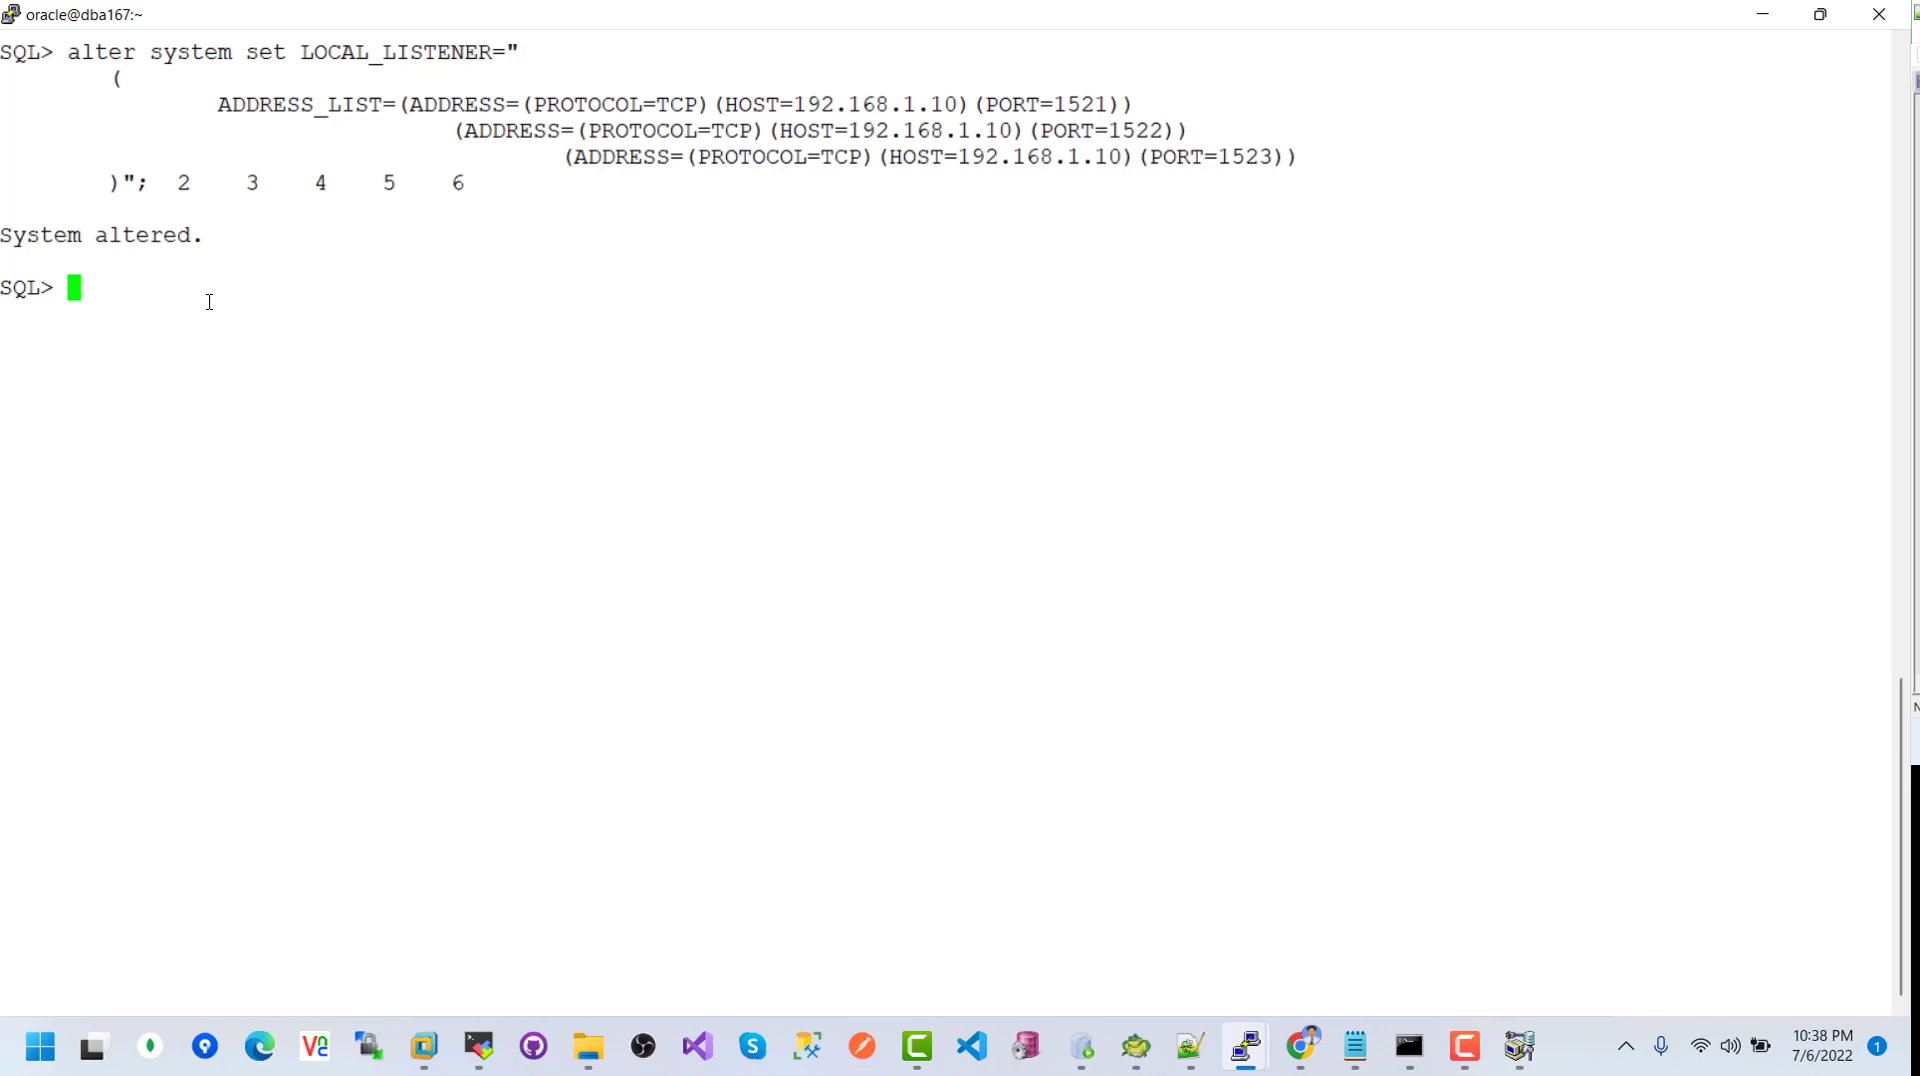 oracle@dba167:~
SQL> alter system set LOCAL_LISTENER="
(
ADDRESS_LIST=(ADDRESS=(PROTOCOL=TCP)(HOST=192.168.1.10)(PORT=1521))
(ADDRESS=(PROTOCOL=TCP)(HOST=192.168.1.10)(PORT=1522))
(ADDRESS=(PROTOCOL=TCP)(HOST=192.168.1.10)(PORT=1523))
)"; 2 3 4 5 6
System altered.
SQL>
N
VC
10:38 PM
7/6/2022
1